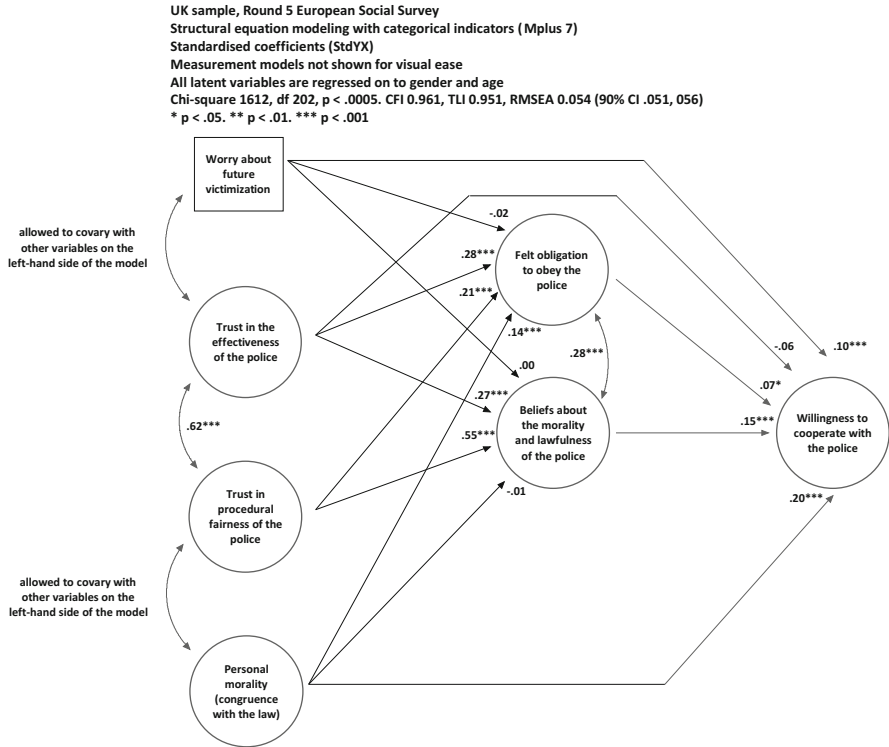 UK sample, Round 5 European Social Survey
Structural equation modeling with categorical indicators (Mplus 7)
Standardised coefficients (StdYX)
Measurement models not shown for visual ease
All latent variables are regressed on to gender and age
Chi-square 1612, df 202, p < .0005. CFI 0.961, TLI 0.951, RMSEA 0.054 (90% CI .051, 056)
* p < .05. ** p < .01. *** p < .001
Worry about
future
victimization
allowed to covary with
other variables on the
left-hand side of the model
Trust in the
effectiveness
of the police
.62***
Trust in
procedural
fairness of the
police
allowed to covary with
other variables on the
left-hand side of the model
Personal
morality
(congruence
with the law)
-.02
.28***
.21***
.14***
Felt obligation
to obey the
police
.28***
.00
.27***
.55***
-.01
Beliefs about
the morality
and lawfulness
of the police
-.06
.10***
.07*
.15***
.20***
Willingness to
cooperate with
the police